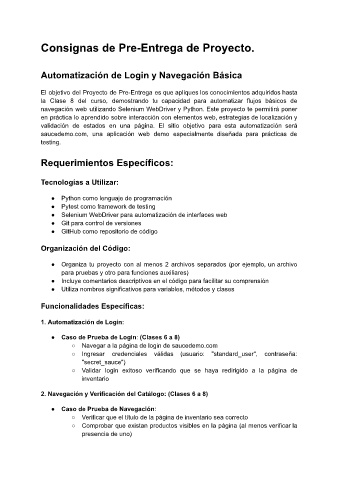 Consignas de Pre-Entrega de Proyecto.
Automatización de Login y Navegación Básica
El objetivo del Proyecto de Pre-Entrega es que apliques los conocimientos adquiridos hasta
la Clase 8 del curso, demostrando tu capacidad para automatizar flujos básicos de
navegación web utilizando Selenium WebDriver y Python. Este proyecto te permitirá poner
en práctica lo aprendido sobre interacción con elementos web, estrategias de localización y
validación de estados en una página. El sitio objetivo para esta automatización será
saucedemo.com, una aplicación web demo especialmente diseñada para prácticas de
testing.
Requerimientos Específicos:
Tecnologías a Utilizar:
● Python como lenguaje de programación
● Pytest como framework de testing
● Selenium WebDriver para automatización de interfaces web
● Git para control de versiones
● GitHub como repositorio de código
Organización del Código:
● Organiza tu proyecto con al menos 2 archivos separados (por ejemplo, un archivo
para pruebas y otro para funciones auxiliares)
● Incluye comentarios descriptivos en el código para facilitar su comprensión
● Utiliza nombres significativos para variables, métodos y clases
Funcionalidades Específicas:
1. Automatización de Login:
● Caso de Prueba de Login: (Clases 6 a 8)
○ Navegar a la página de login de saucedemo.com
○ Ingresar credenciales válidas (usuario: "standard_user", contraseña:
"secret_sauce")
○ Validar login exitoso verificando que se haya redirigido a la página de
inventario
2. Navegación y Verificación del Catálogo: (Clases 6 a 8)
● Caso de Prueba de Navegación:
○ Verificar que el título de la página de inventario sea correcto
○ Comprobar que existan productos visibles en la página (al menos verificar la
presencia de uno)